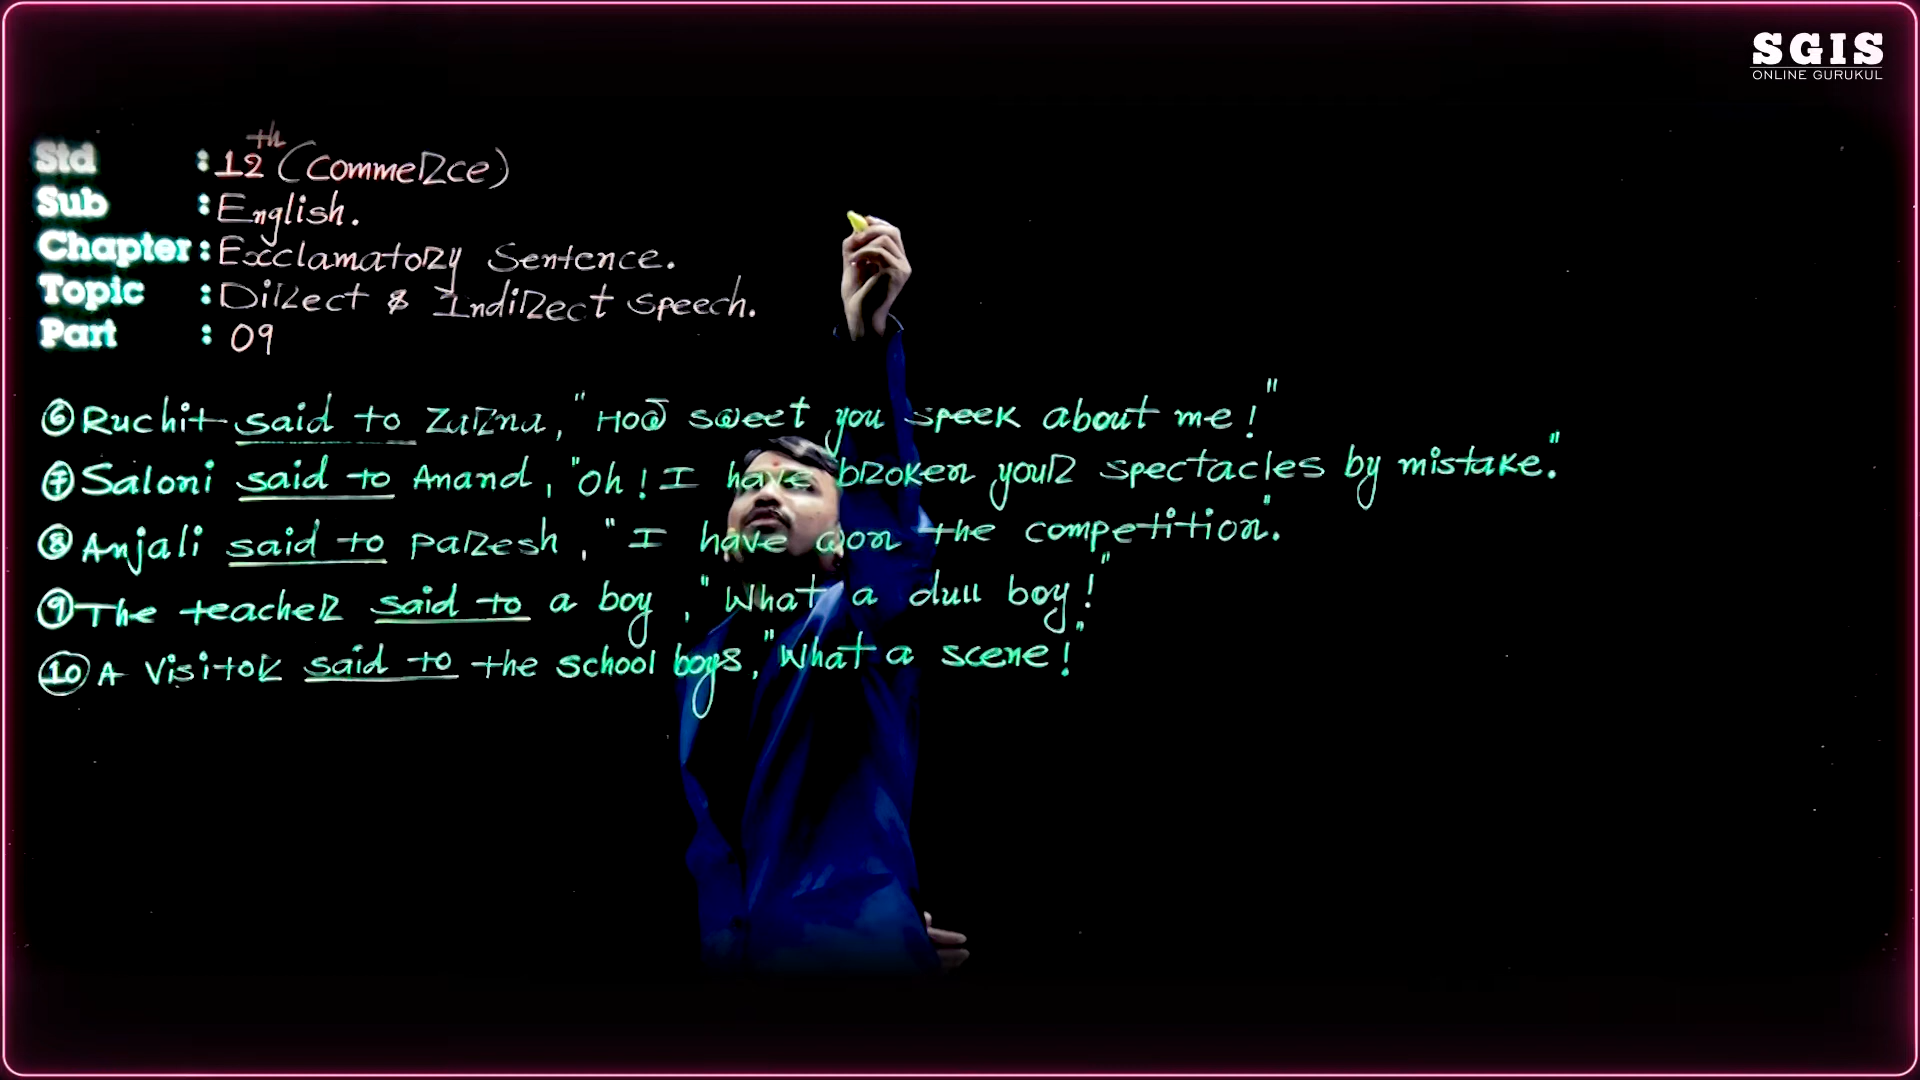 SGIS
ONLINE GURUKUL
Std : 12th (Commerce)
Sub : English.
Chapter : Exclamatory Sentence.
Topic : Direct & Indirect speech.
Part : 09
⑥ Ruchit said to Zarna, "How sweet you speek about me!"
⑦ Saloni said to Anand, "Oh! I have broken your spectacles by mistake."
⑧ Anjali said to Paresh, "I have won the competition".
⑨ The teacher said to a boy, "What a dull boy!"
⑩ A Visitor said to the school boys, "What a scene!"